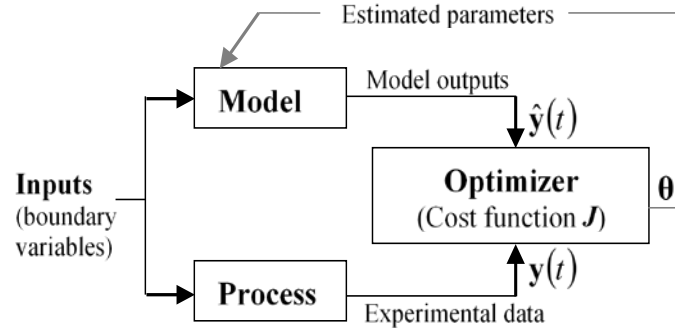 Estimated parameters
Model outputs
Model
ŷ(t)
Inputs
(boundary
variables)
Optimizer
(Cost function J)
θ
y(t)
Process
Experimental data